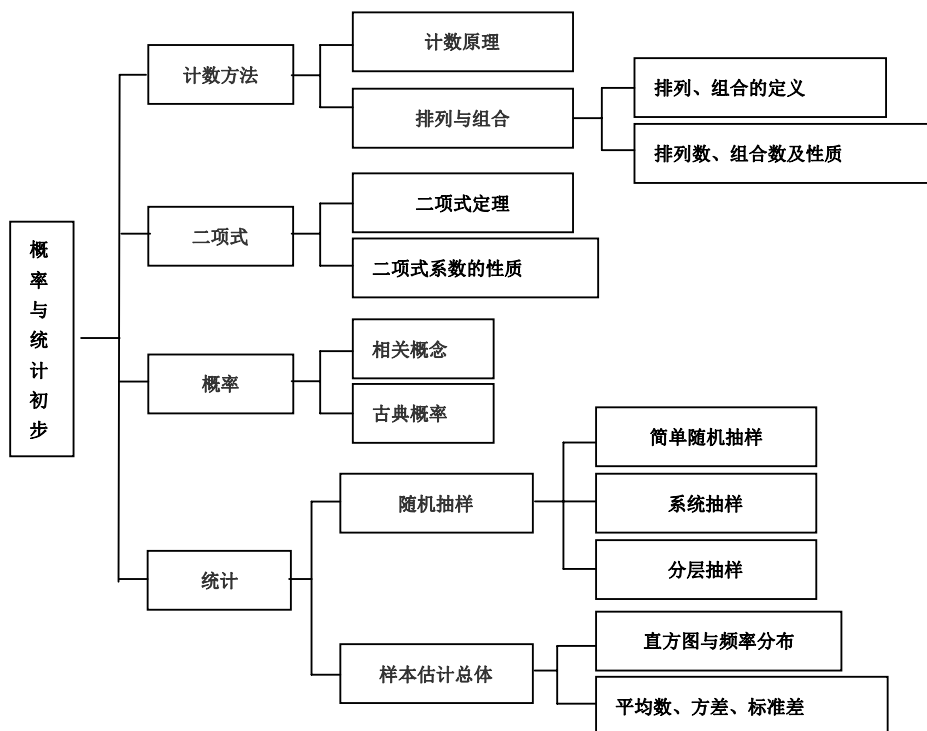 概率与统计初步
计数方法
计数原理
排列与组合
排列、组合的定义
排列数、组合数及性质
二项式
二项式定理
二项式系数的性质
概率
相关概念
古典概率
统计
随机抽样
简单随机抽样
系统抽样
分层抽样
样本估计总体
直方图与频率分布
平均数、方差、标准差